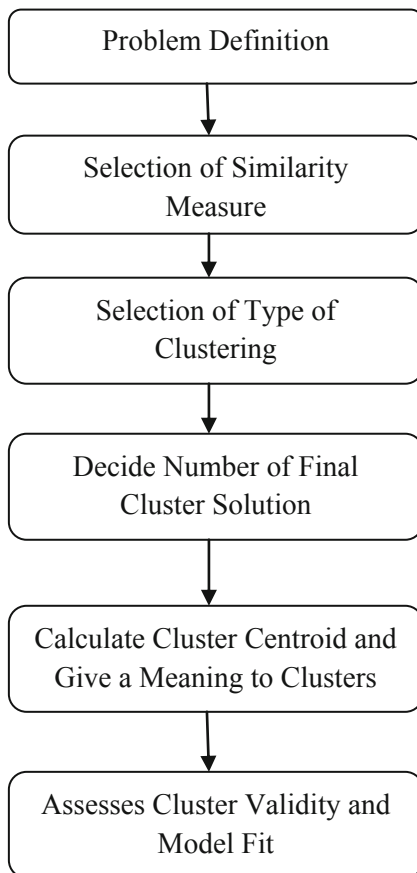 Problem Definition
Selection of Similarity
Measure
Selection of Type of
Clustering
Decide Number of Final
Cluster Solution
Calculate Cluster Centroid and
Give a Meaning to Clusters
Assesses Cluster Validity and
Model Fit